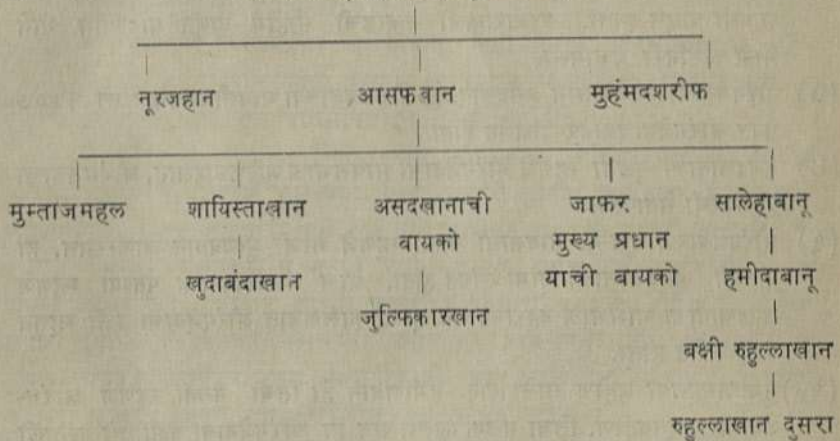 नूरजहान आसफखान मुहंमदशरीफ
मुम्ताजमहल शायिस्ताखान असदखानाची जाफर सालेहाबानू
बायको मुख्य प्रधान
खुदाबंदाखात याची बायको हमीदाबानू
जुल्फिकारखान
बक्षी रुहुल्लाखान
रुहुल्लाखान दुसरा